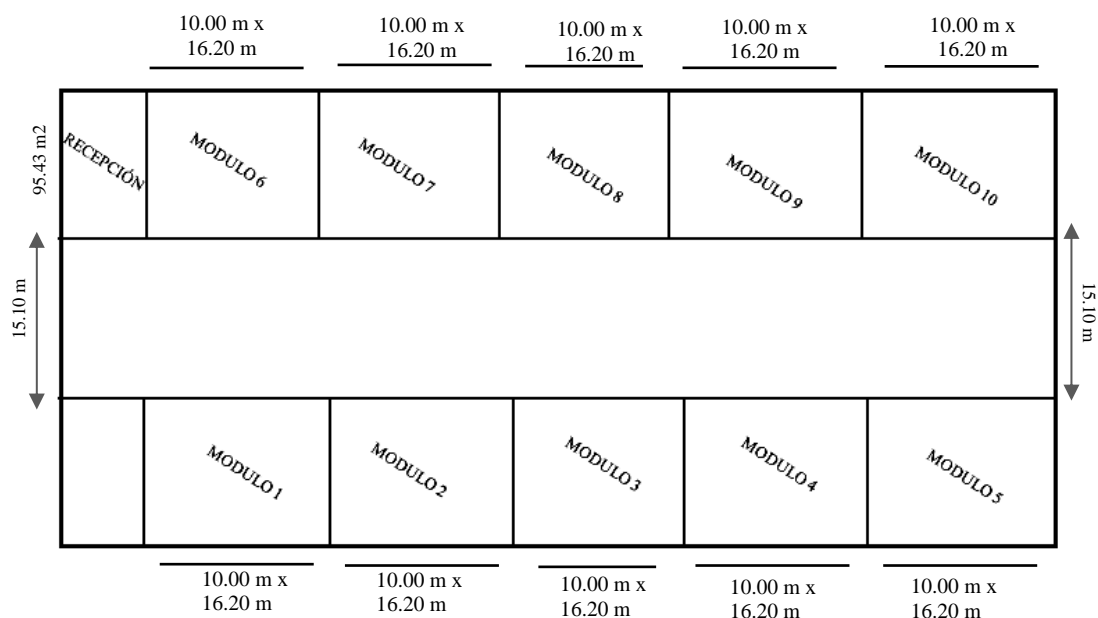 10.00 m x
16.20 m
10.00 m x
16.20 m
10.00 m x
16.20 m
10.00 m x
16.20 m
10.00 m x
16.20 m
95.43 m2
RECEPCIÓN
MODULO 6
MODULO 7
MODULO 8
MODULO 9
MODULO 10
15.10 m
15.10 m
MODULO 1
MODULO 2
MODULO 3
MODULO 4
MODULO 5
10.00 m x
16.20 m
10.00 m x
16.20 m
10.00 m x
16.20 m
10.00 m x
16.20 m
10.00 m x
16.20 m